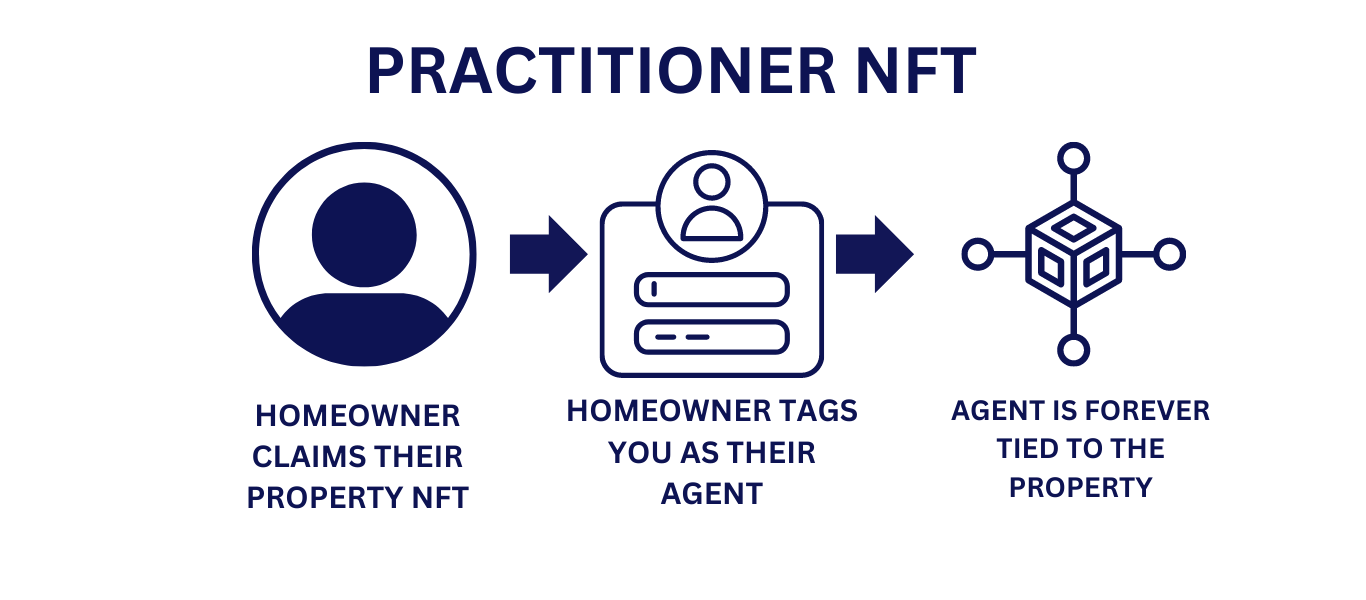 PRACTITIONER NFT
HOMEOWNER
CLAIMS THEIR
PROPERTY NFT
HOMEOWNER TAGS
YOU AS THEIR
AGENT
AGENT IS FOREVER
TIED TO THE
PROPERTY